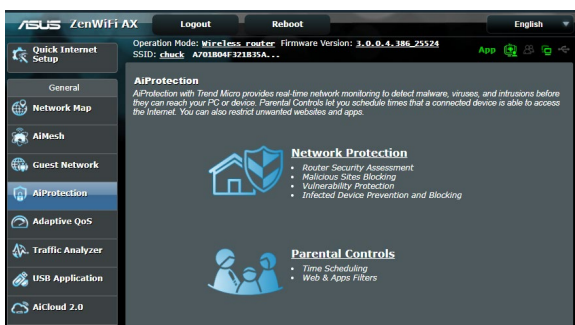 ASUS ZenWiFi AX
Logout
Reboot
English
Quick Internet
Setup
Operation Mode: Wireless router Firmware Version: 3.0.0.4.386_25524
SSID: chuck A701B04F321B35A...
App
General
Network Map
AiMesh
Guest Network
AiProtection
Adaptive QoS
Traffic Analyzer
USB Application
AiCloud 2.0
AiProtection
AiProtection with Trend Micro provides real-time network monitoring to detect malware, viruses, and intrusions before
they can reach your PC or device. Parental Controls let you schedule times that a connected device is able to access
the Internet. You can also restrict unwanted websites and apps.
Network Protection
• Router Security Assessment
• Malicious Sites Blocking
• Vulnerability Protection
• Infected Device Prevention and Blocking
Parental Controls
• Time Scheduling
• Web & Apps Filters